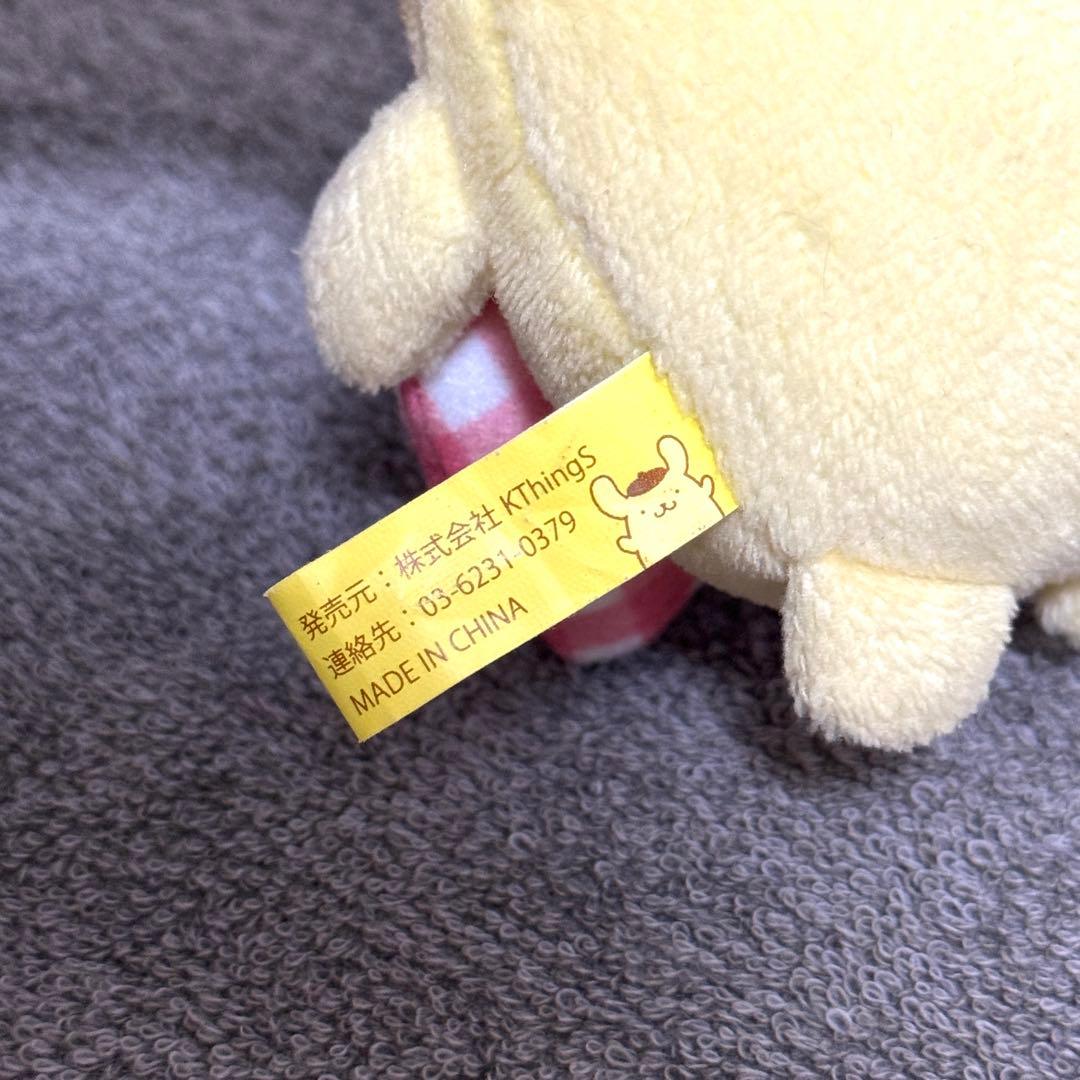 発売元：株式会社 KThingS
連絡先：03-6231-0379
MADE IN CHINA